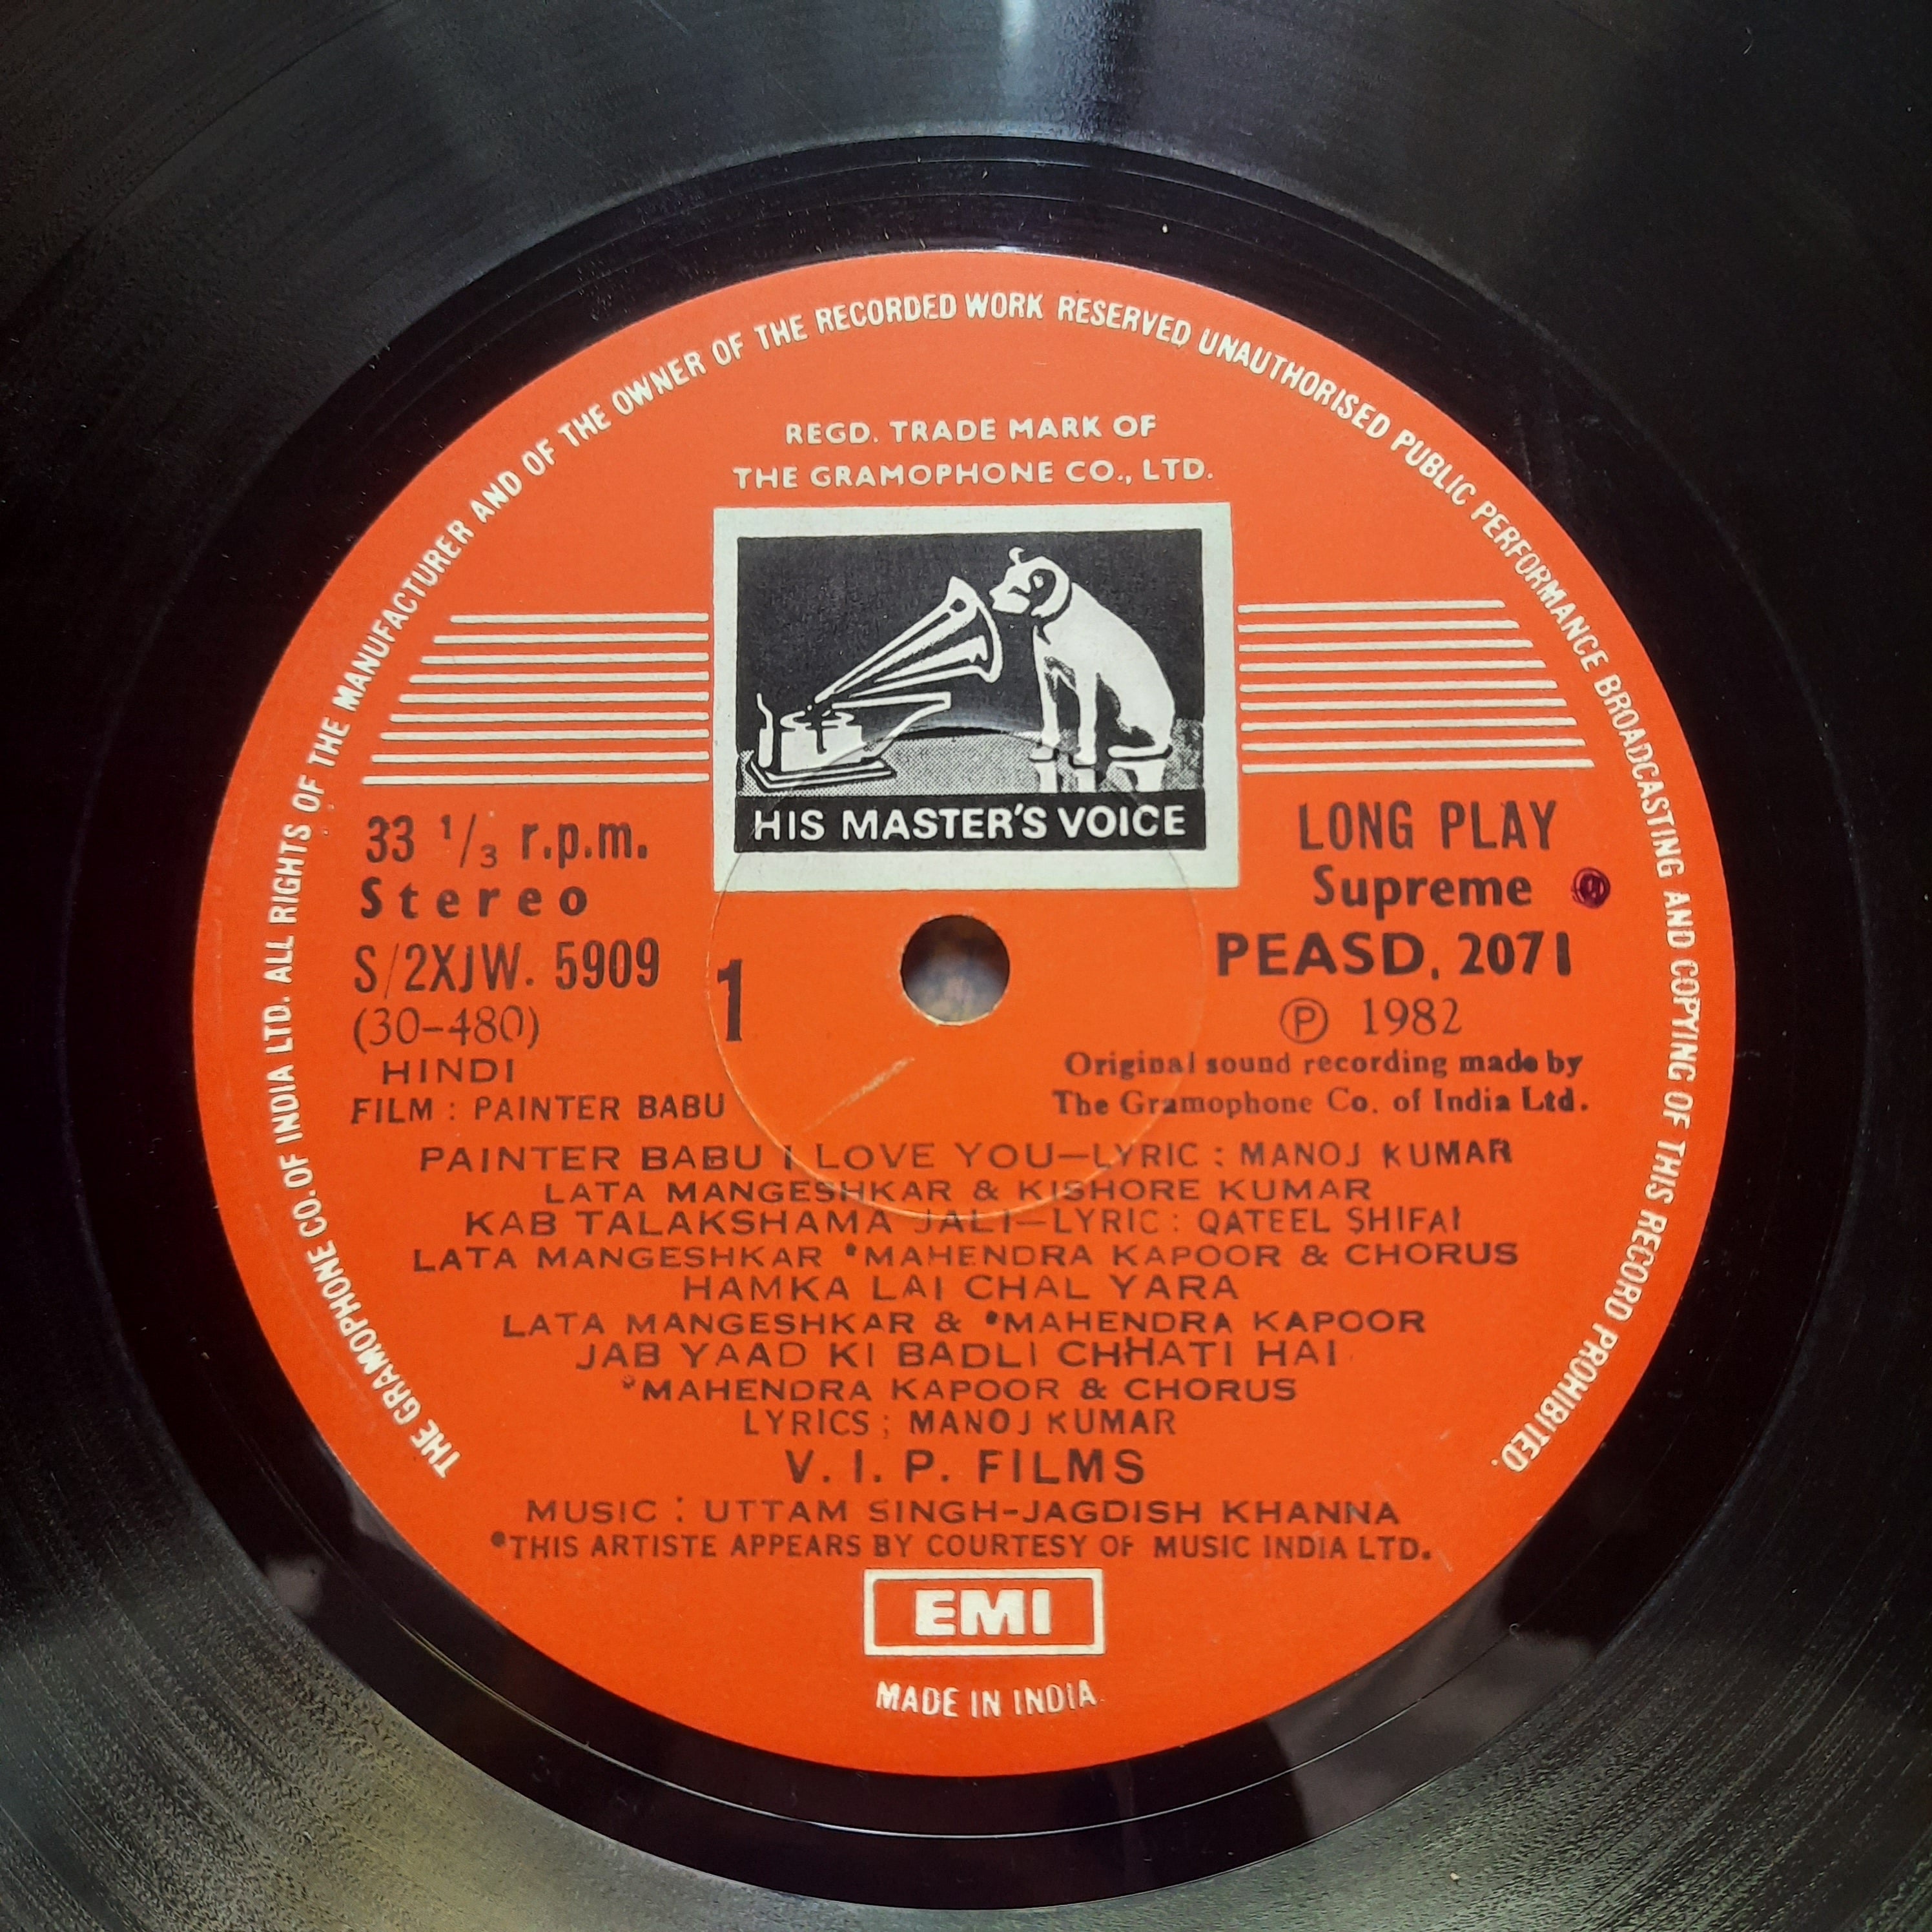 THE GRAMOPHONE CO. OF INDIA LTD. ALL RIGHTS OF THE MANUFACTURER AND OF THE OWNER OF THE RECORDED WORK RESERVED UNAUTHORISED PUBLIC PERFORMANCE BROADCASTING AND COPYING OF THIS RECORD PROHIBITED.
REGD. TRADE MARK OF
THE GRAMOPHONE CO., LTD.
HIS MASTER'S VOICE
33 1/3 r.p.m.
Stereo
S/2XJW. 5909
(30-480)
HINDI
FILM : PAINTER BABU
1
LONG PLAY
Supreme
PEASD. 2071
℗ 1982
Original sound recording made by
The Gramophone Co. of India Ltd.
PAINTER BABU I LOVE YOU—LYRIC : MANOJ KUMAR
LATA MANGESHKAR & KISHORE KUMAR
KAB TALAKSHAMA JALI—LYRIC : QATEEL SHIFAI
LATA MANGESHKAR *MAHENDRA KAPOOR & CHORUS
HAMKA LAI CHAL YARA
LATA MANGESHKAR & *MAHENDRA KAPOOR
JAB YAAD KI BADLI CHHATI HAI
*MAHENDRA KAPOOR & CHORUS
LYRICS ; MANOJ KUMAR
V. I. P. FILMS
MUSIC : UTTAM SINGH-JAGDISH KHANNA
*THIS ARTISTE APPEARS BY COURTESY OF MUSIC INDIA LTD.
EMI
MADE IN INDIA